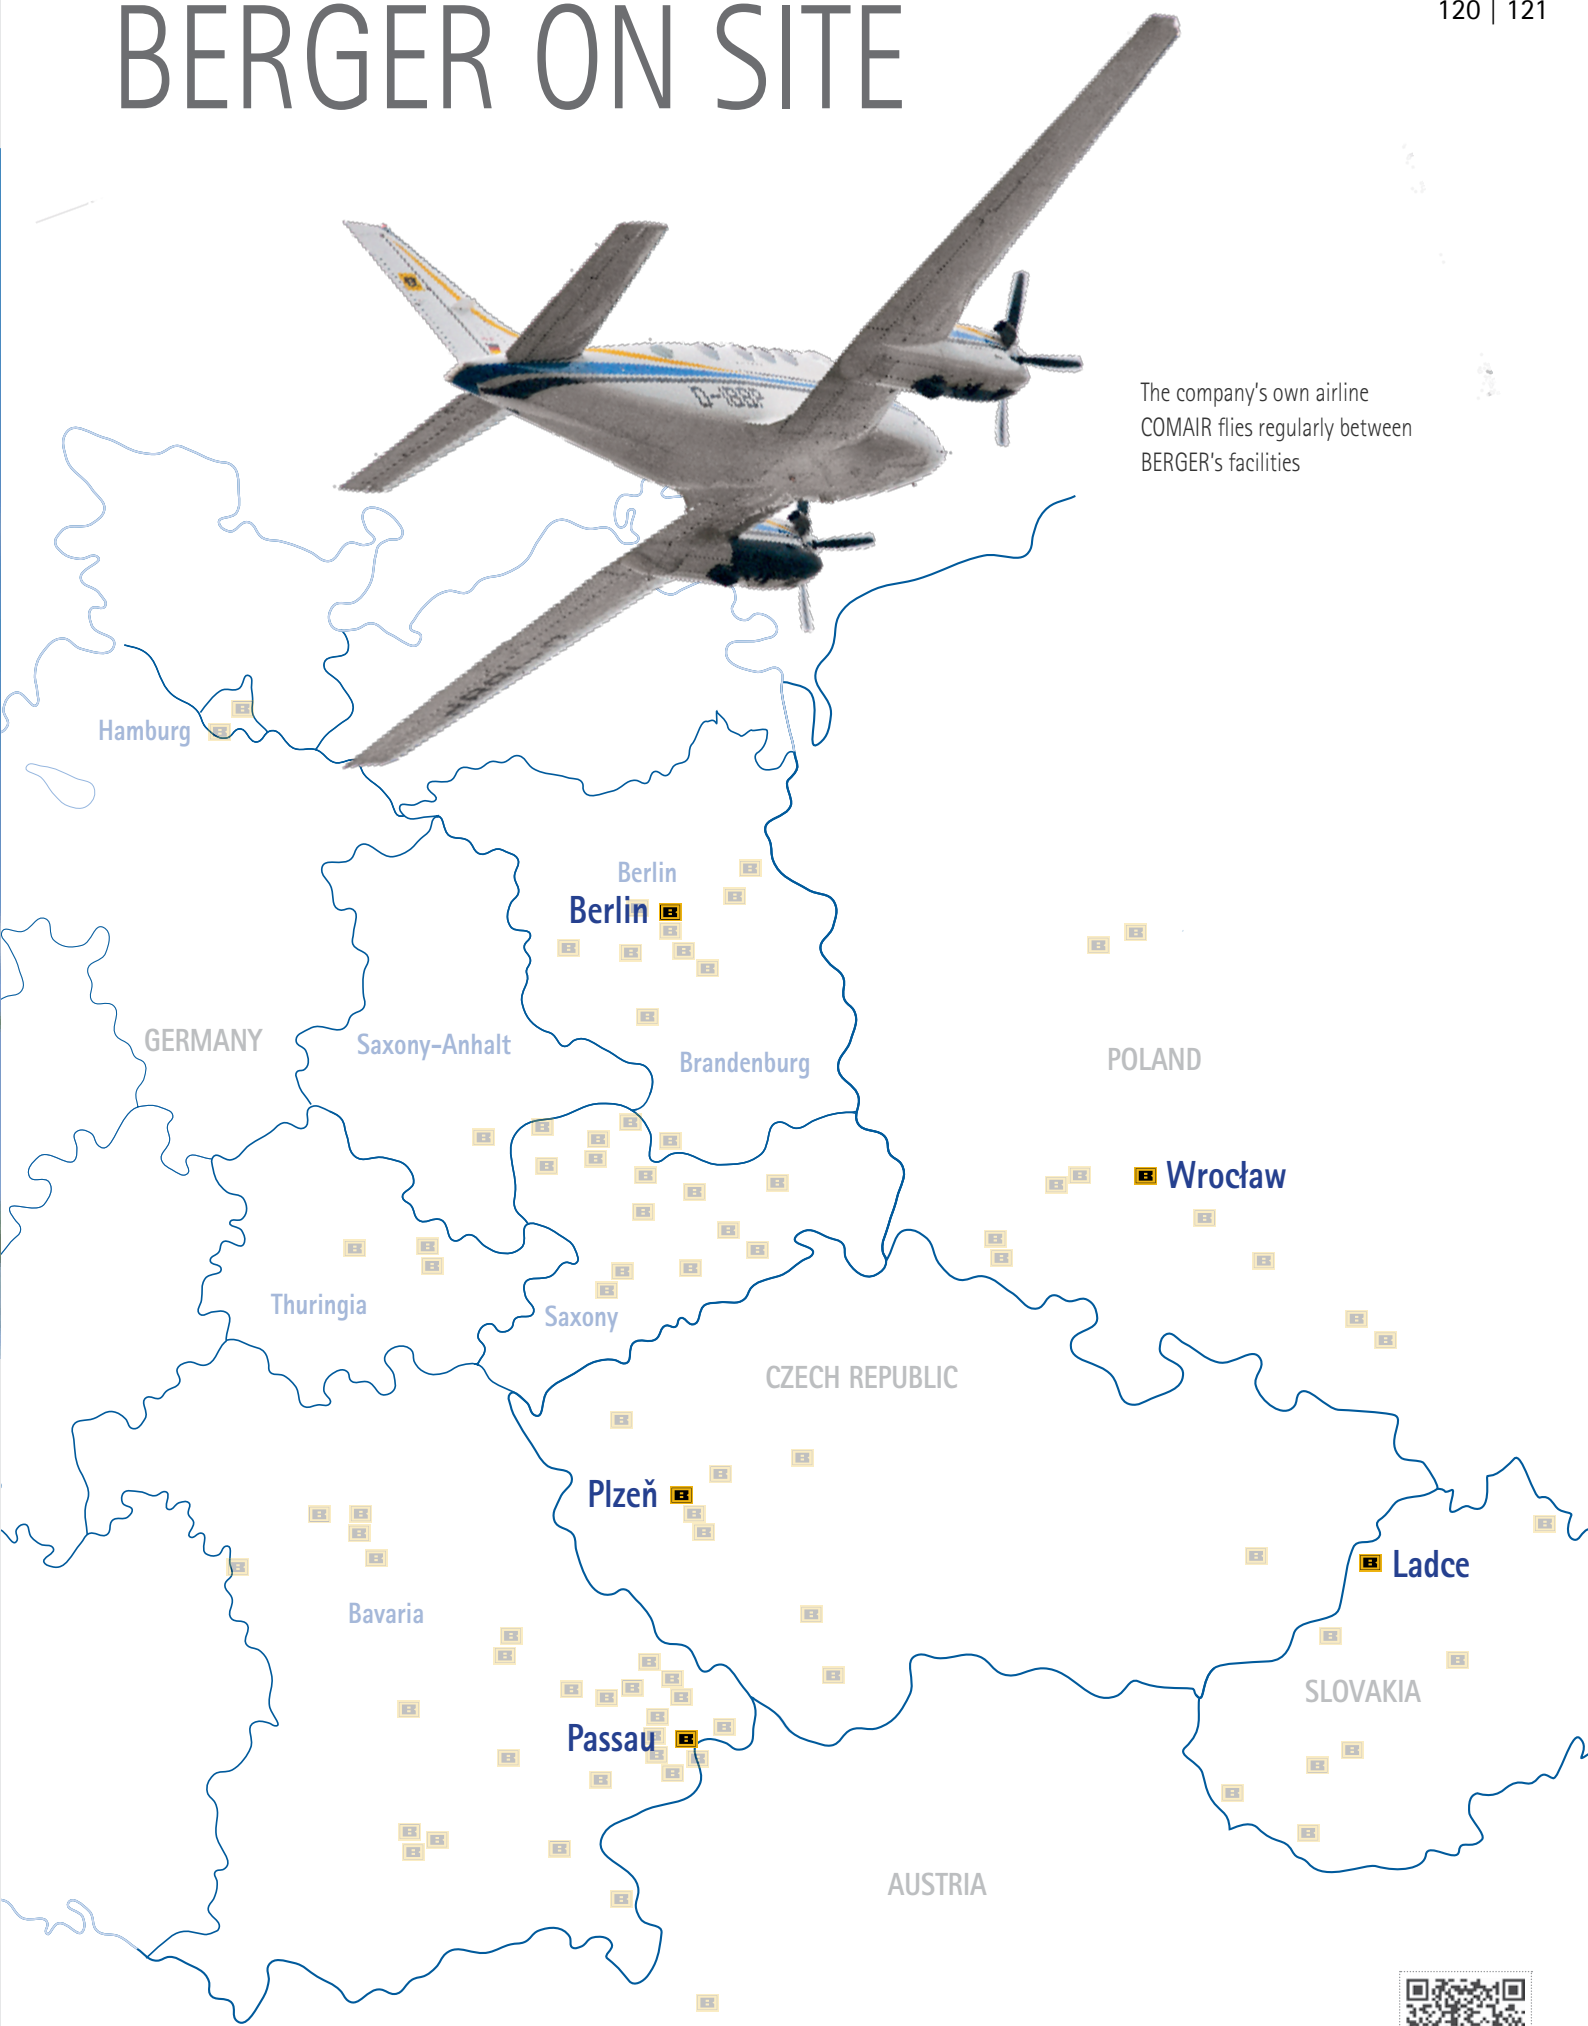 BERGER ON SITE
120 | 121
The company's own airline
COMAIR flies regularly between
BERGER's facilities
Hamburg
Berlin
Berlin
GERMANY
Saxony-Anhalt
Brandenburg
POLAND
Wrocław
Thuringia
Saxony
CZECH REPUBLIC
Plzeň
Ladce
Bavaria
SLOVAKIA
Passau
AUSTRIA